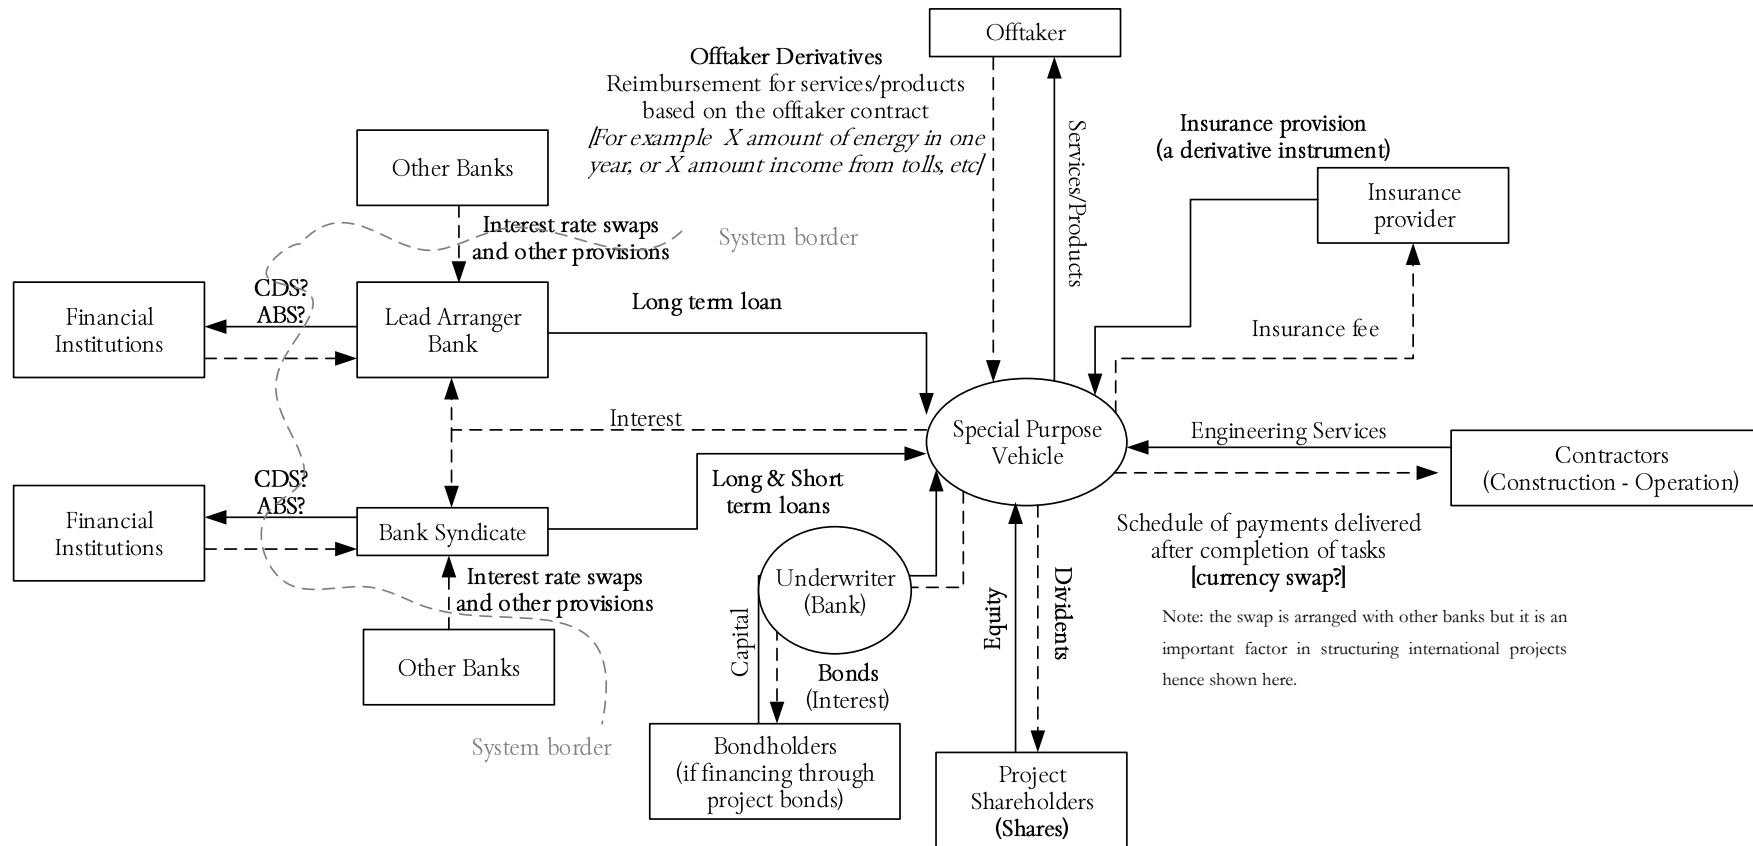 Offtaker
Offtaker Derivatives
Reimbursement for services/products
based on the offtaker contract
[For example X amount of energy in one
year, or X amount income from tolls, etc]
Services/Products
Insurance provision
(a derivative instrument)
Insurance
provider
Insurance fee
Other Banks
Interest rate swaps
and other provisions
System border
CDS?
ABS?
Financial
Institutions
Lead Arranger
Bank
Long term loan
Interest
Special Purpose
Vehicle
Engineering Services
Contractors
(Construction - Operation)
CDS?
ABS?
Financial
Institutions
Bank Syndicate
Long & Short
term loans
Schedule of payments delivered
after completion of tasks
[currency swap?]
Note: the swap is arranged with other banks but it is an
important factor in structuring international projects
hence shown here.
Interest rate swaps
and other provisions
Other Banks
System border
Underwriter
(Bank)
Capital
Bonds
(Interest)
Equity
Dividents
Bondholders
(if financing through
project bonds)
Project
Shareholders
(Shares)